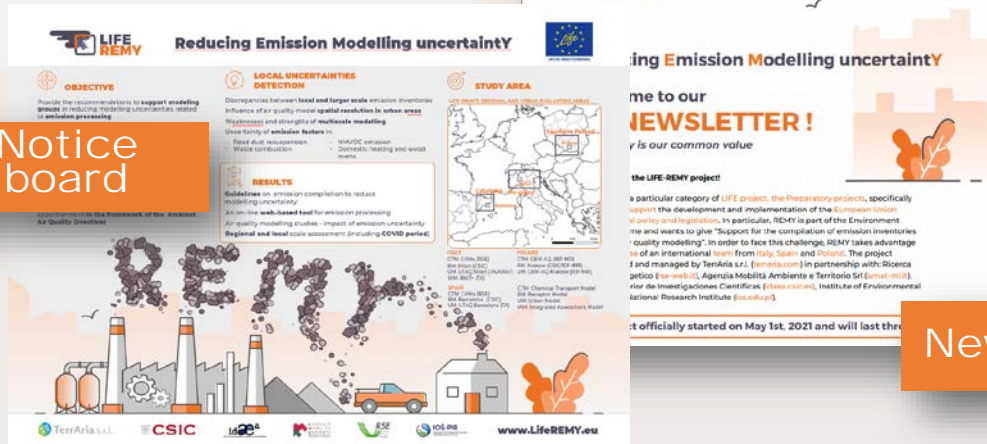 LIFE
REMY
Reducing Emission Modelling uncertaintY
OBJECTIVE
Provide the recommendations to support modelling
groups in reducing modelling uncertainties related
to emission processing
Notice
board
in the framework of the Ambient
Air Quality Directives
LOCAL UNCERTAINTIES
DETECTION
Discrepancies between local and larger scale emission inventories
Influence of air quality model spatial resolution in urban areas
Weaknesses and strengths of multiscale modelling
Uncertainty of emission factors in:
Road dust resuspension
Waste combustion
NMVOC emission
Domestic heating and wood
RESULTS
Guidelines on emission compilation to reduce
modelling uncertainty
An on-line web-based tool for emission processing
Air quality modelling studies - impact of emission uncertainty
Regional and local scale assessment (including COVID period)
STUDY AREA
ITALY
POLAND
SPAIN
CTM: Chemical Transport Model
REMY
TerrAria s.r.l.
CSIC
idæa
RSE
IOŚ-PIB
www.LifeREMY.eu
ing Emission Modelling uncertaintY
me to our
NEWSLETTER !
y is our common value
the LIFE-REMY project!
a particular category of LIFE project, the Preparatory projects, specifically
upport the development and implementation of the European Union
l policy and legislation. In particular, REMY is part of the Environment
me and wants to give "Support for the compilation of emission inventories
quality modelling". In order to face this challenge, REMY takes advantage
se of an international team from Italy, Spain and Poland. The project
d and managed by TerrAria s.r.l. (terraria.com) in partnership with: Ricerca
getico (rse-web.it), Agenzia Mobilità Ambiente e Territorio Srl (amat-mi.it),
rior de Investigaciones Científicas (idaea.csic.es), Institute of Environmental
ational Research Institute (ios.edu.pl).
ct officially started on May 1st, 2021 and will last thre
Nev